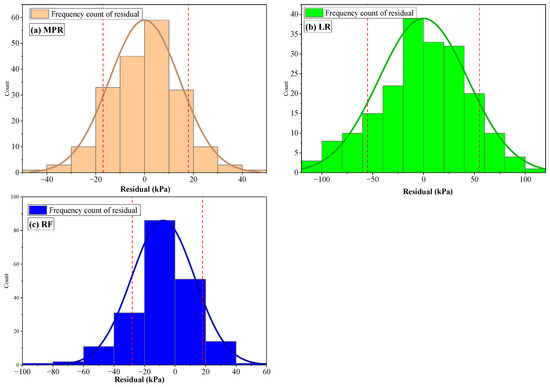 Frequency count of residual
(a) MPR
60
50
40
30
20
10
0
Count
−40 −20 0 20 40
Residual (kPa)
Frequency count of residual
(b) LR
40
35
30
25
20
15
10
5
0
Count
−100 −50 0 50 100
Residual (kPa)
Frequency count of residual
(c) RF
100
80
60
40
20
0
Count
−100 −80 −60 −40 −20 0 20 40 60
Residual (kPa)